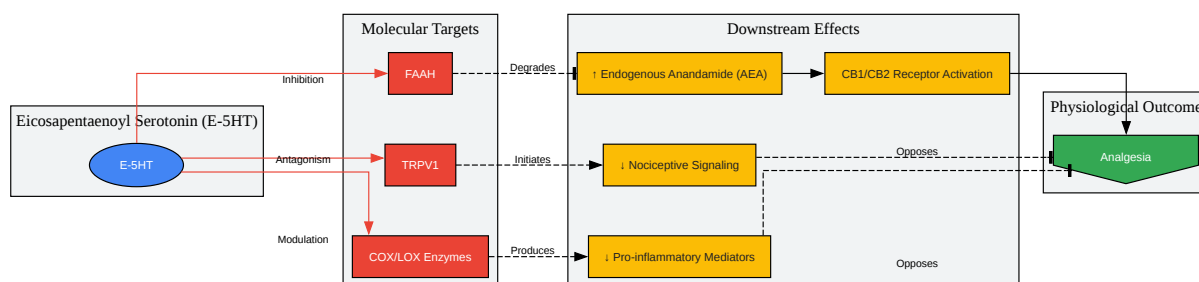 Molecular Targets
Downstream Effects
FAAH
Degrades
↑ Endogenous Anandamide (AEA)
CB1/CB2 Receptor Activation
Inhibition
Eicosapentaenoyl Serotonin (E-5HT)
Physiological Outcome
E-5HT
Antagonism
TRPV1
Initiates
↓ Nociceptive Signaling
Opposes
Analgesia
Modulation
COX/LOX Enzymes
Produces
↓ Pro-inflammatory Mediators
Opposes